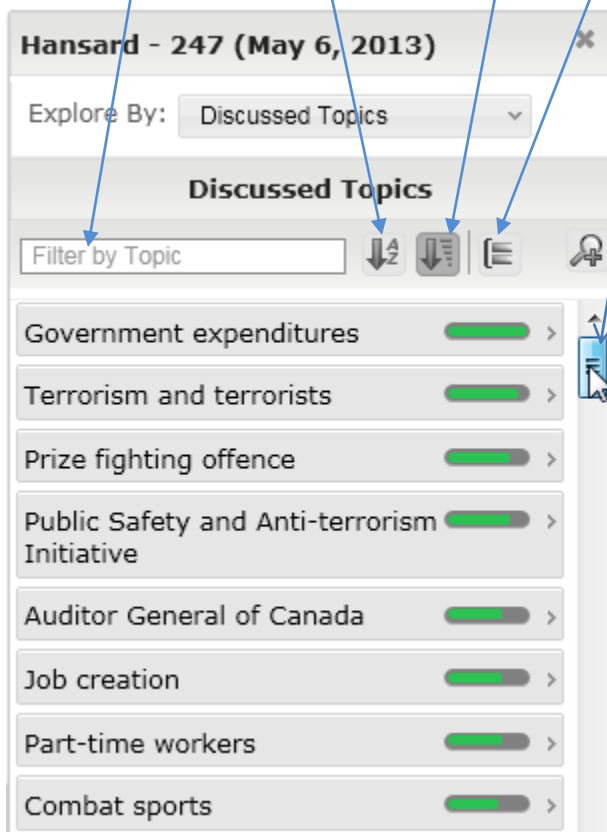 Hansard - 247 (May 6, 2013)
Explore By: Discussed Topics
Discussed Topics
Filter by Topic
Government expenditures
Terrorism and terrorists
Prize fighting offence
Public Safety and Anti-terrorism
Initiative
Auditor General of Canada
Job creation
Part-time workers
Combat sports